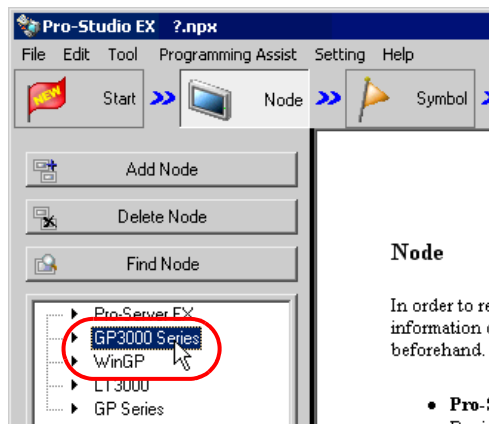 Pro-Studio EX ?.npx
File Edit Tool Programming Assist Setting Help
NEW Start Node Symbol
Add Node
Delete Node
Find Node
Pro-Server EX
GP3000 Series
WinGP
LT3000
GP Series
Node
In order to re
information
beforehand.
• Pro-S